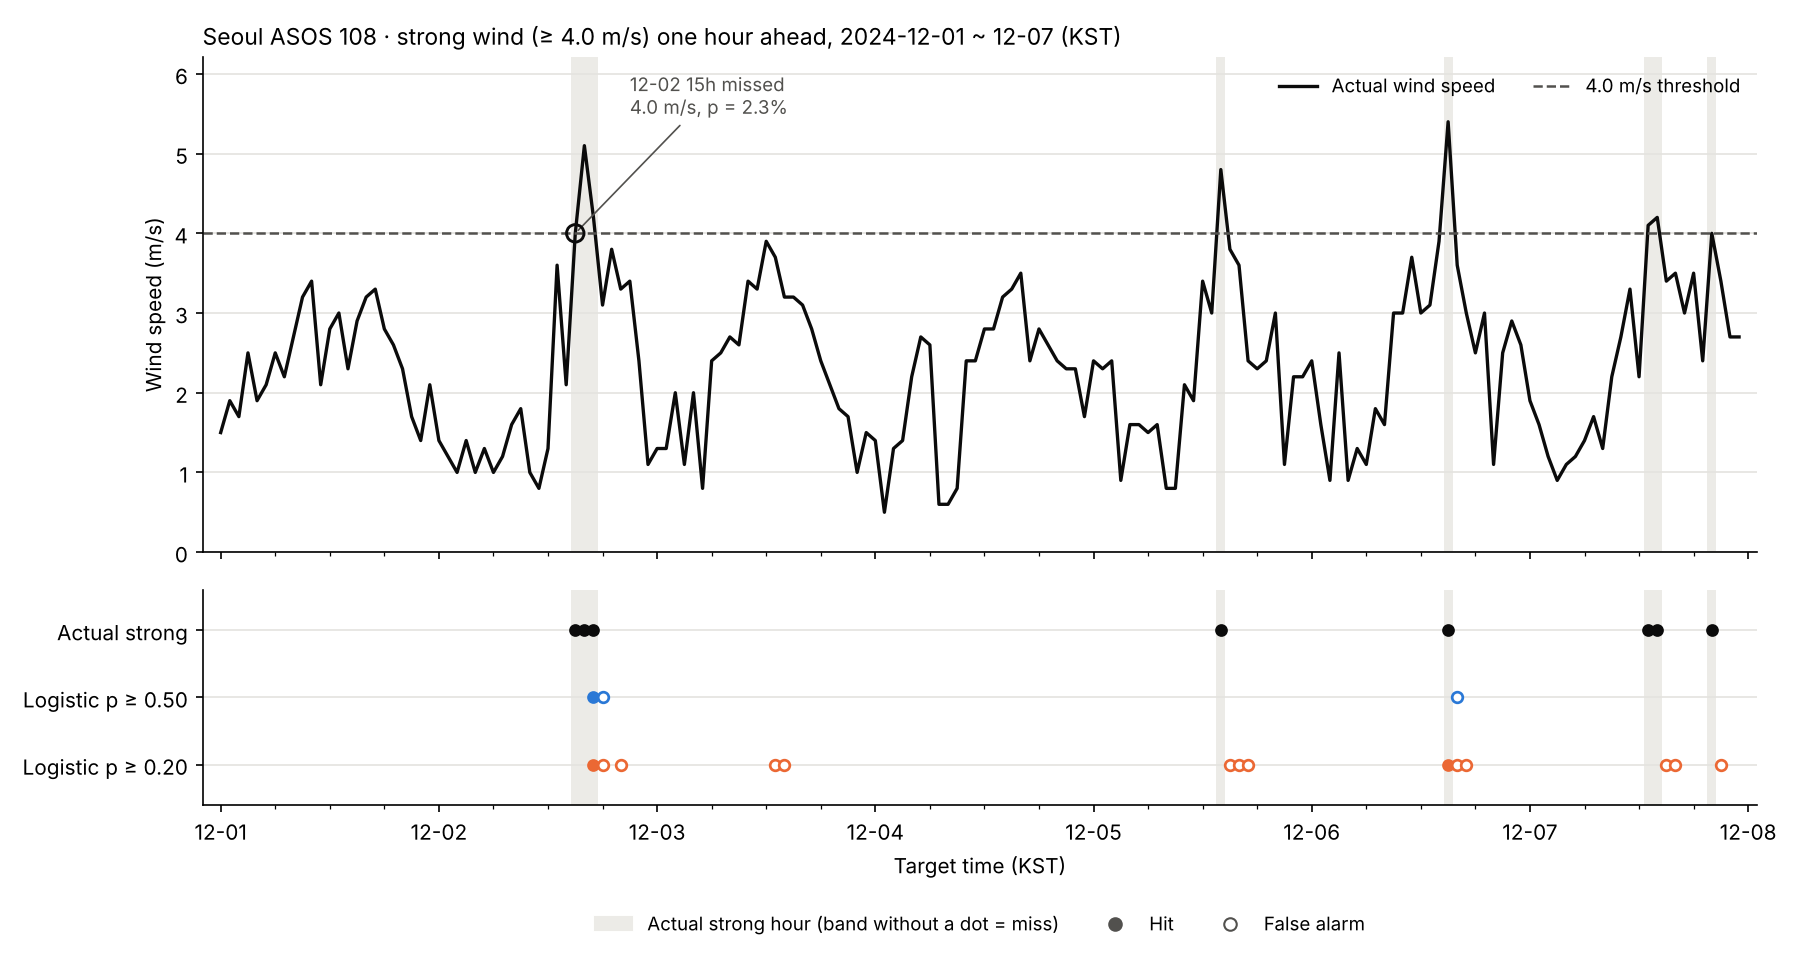 Seoul ASOS 108 · strong wind (≥ 4.0 m/s) one hour ahead, 2024-12-01 ~ 12-07 (KST)
12-02 15h missed
4.0 m/s, p = 2.3%
Actual wind speed
4.0 m/s threshold
Wind speed (m/s)
6
5
4
3
2
1
0
Actual strong
Logistic p ≥ 0.50
Logistic p ≥ 0.20
12-01 12-02 12-03 12-04 12-05 12-06 12-07 12-08
Target time (KST)
Actual strong hour (band without a dot = miss) Hit False alarm